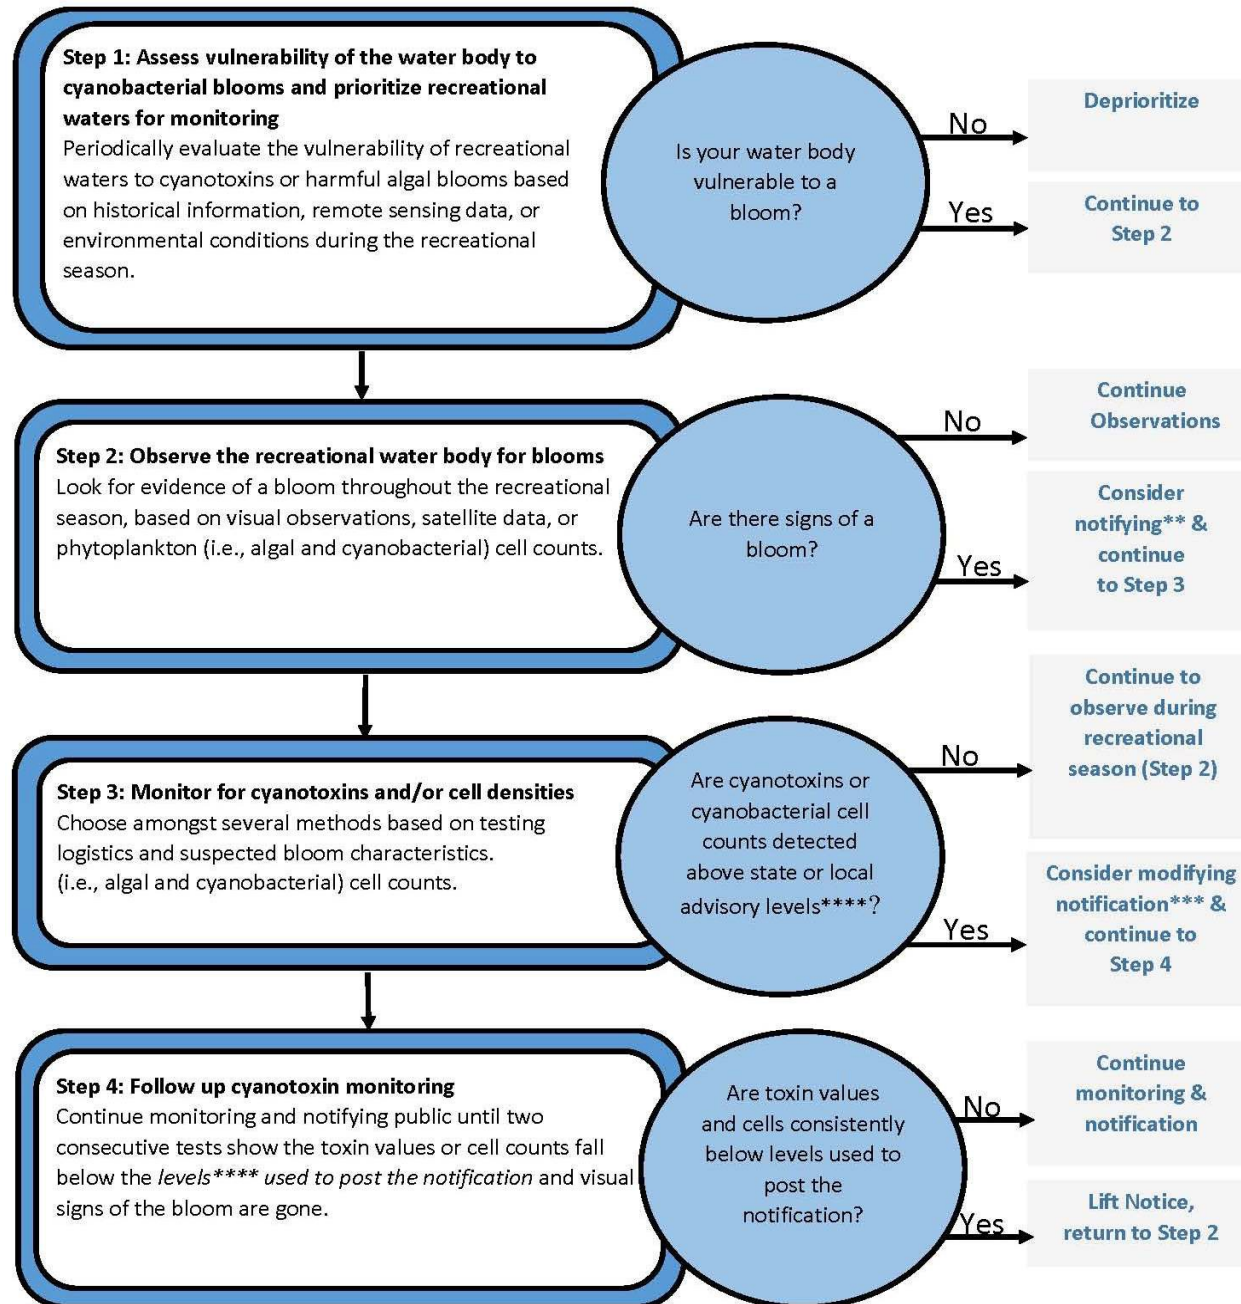 Step 1: Assess vulnerability of the water body to
cyanobacterial blooms and prioritize recreational
waters for monitoring
Periodically evaluate the vulnerability of recreational
waters to cyanotoxins or harmful algal blooms based
on historical information, remote sensing data, or
environmental conditions during the recreational
season.
Is your water body
vulnerable to a
bloom?
No
Deprioritize
Yes
Continue to
Step 2
Step 2: Observe the recreational water body for blooms
Look for evidence of a bloom throughout the recreational
season, based on visual observations, satellite data, or
phytoplankton (i.e., algal and cyanobacterial) cell counts.
Are there signs of a
bloom?
No
Continue
Observations
Yes
Consider
notifying** &
continue
to Step 3
Step 3: Monitor for cyanotoxins and/or cell densities
Choose amongst several methods based on testing
logistics and suspected bloom characteristics.
(i.e., algal and cyanobacterial) cell counts.
Are cyanotoxins or
cyanobacterial cell
counts detected
above state or local
advisory levels****?
No
Continue to
observe during
recreational
season (Step 2)
Yes
Consider modifying
notification*** &
continue to
Step 4
Step 4: Follow up cyanotoxin monitoring
Continue monitoring and notifying public until two
consecutive tests show the toxin values or cell counts fall
below the levels**** used to post the notification and visual
signs of the bloom are gone.
Are toxin values
and cells consistently
below levels used to
post the
notification?
No
Continue
monitoring &
notification
Yes
Lift Notice,
return to Step 2